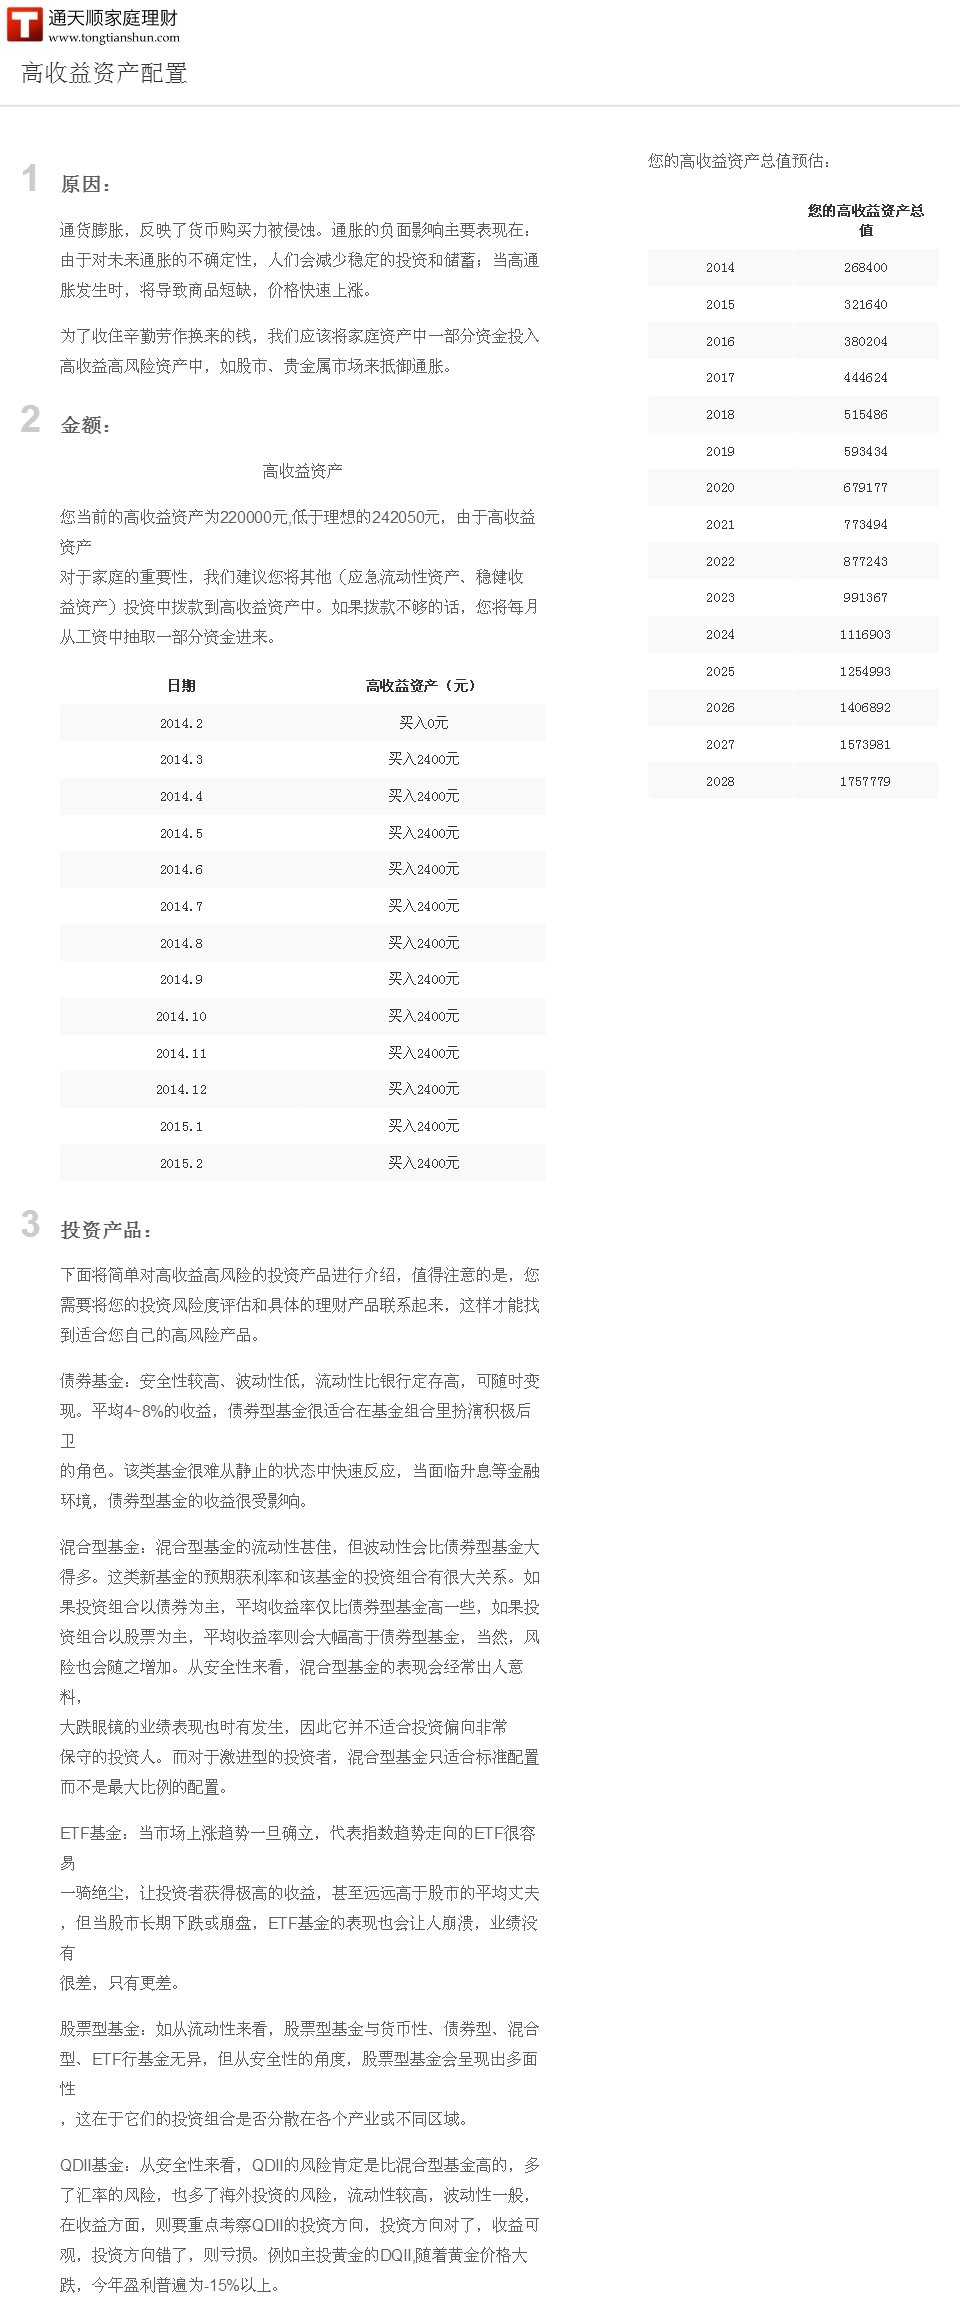 通天顺家庭理财
www.tongtianshun.com
高收益资产配置
1 原因：
通货膨胀，反映了货币购买力被侵蚀。通胀的负面影响主要表现在：
由于对未来通胀的不确定性，人们会减少稳定的投资和储蓄；当高通
胀发生时，将导致商品短缺，价格快速上涨。
为了收住辛勤劳作换来的钱，我们应该将家庭资产中一部分资金投入
高收益高风险资产中，如股市、贵金属市场来抵御通胀。
2 金额：
高收益资产
您当前的高收益资产为220000元,低于理想的242050元，由于高收益
资产
对于家庭的重要性，我们建议您将其他（应急流动性资产、稳健收
益资产）投资中拨款到高收益资产中。如果拨款不够的话，您将每月
从工资中抽取一部分资金进来。
日期 高收益资产（元）
2014.2 买入0元
2014.3 买入2400元
2014.4 买入2400元
2014.5 买入2400元
2014.6 买入2400元
2014.7 买入2400元
2014.8 买入2400元
2014.9 买入2400元
2014.10 买入2400元
2014.11 买入2400元
2014.12 买入2400元
2015.1 买入2400元
2015.2 买入2400元
3 投资产品：
下面将简单对高收益高风险的投资产品进行介绍，值得注意的是，您
需要将您的投资风险度评估和具体的理财产品联系起来，这样才能找
到适合您自己的高风险产品。
债券基金：安全性较高、波动性低，流动性比银行定存高，可随时变
现。平均4~8%的收益，债券型基金很适合在基金组合里扮演积极后
卫
的角色。该类基金很难从静止的状态中快速反应，当面临升息等金融
环境，债券型基金的收益很受影响。
混合型基金：混合型基金的流动性甚佳，但波动性会比债券型基金大
得多。这类新基金的预期获利率和该基金的投资组合有很大关系。如
果投资组合以债券为主，平均收益率仅比债券型基金高一些，如果投
资组合以股票为主，平均收益率则会大幅高于债券型基金，当然，风
险也会随之增加。从安全性来看，混合型基金的表现会经常出人意
料，
大跌眼镜的业绩表现也时有发生，因此它并不适合投资偏向非常
保守的投资人。而对于激进型的投资者，混合型基金只适合标准配置
而不是最大比例的配置。
ETF基金：当市场上涨趋势一旦确立，代表指数趋势走向的ETF很容
易
一骑绝尘，让投资者获得极高的收益，甚至远远高于股市的平均丈夫
，但当股市长期下跌或崩盘，ETF基金的表现也会让人崩溃，业绩没
有
很差，只有更差。
股票型基金：如从流动性来看，股票型基金与货币性、债券型、混合
型、ETF行基金无异，但从安全性的角度，股票型基金会呈现出多面
性
，这在于它们的投资组合是否分散在各个产业或不同区域。
QDII基金：从安全性来看，QDII的风险肯定是比混合型基金高的，多
了汇率的风险，也多了海外投资的风险，流动性较高，波动性一般，
在收益方面，则要重点考察QDII的投资方向，投资方向对了，收益可
观，投资方向错了，则亏损。例如主投黄金的DQII,随着黄金价格大
跌，今年盈利普遍为-15%以上。
您的高收益资产总值预估：
您的高收益资产总
值
2014 268400
2015 321640
2016 380204
2017 444624
2018 515486
2019 593434
2020 679177
2021 773494
2022 877243
2023 991367
2024 1116903
2025 1254993
2026 1406892
2027 1573981
2028 1757779